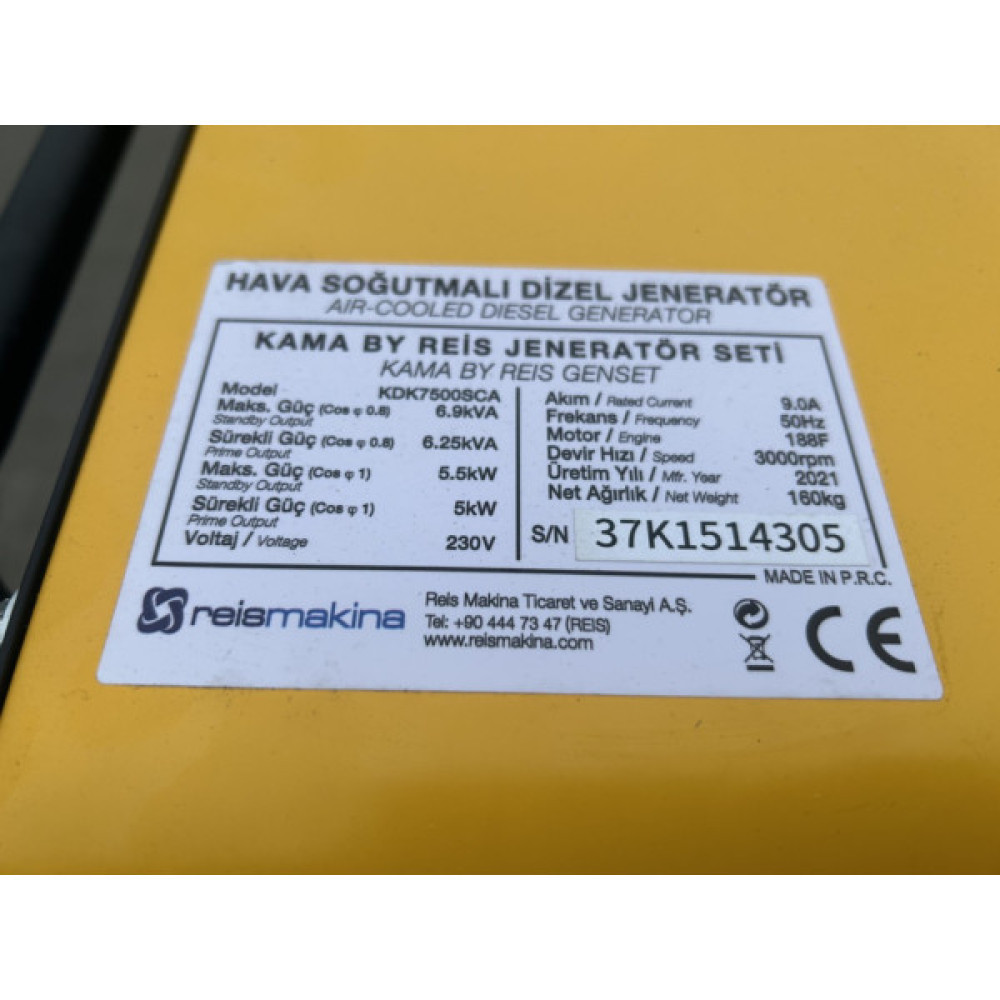 HAVA SOĞUTMALI DİZEL JENERATÖR
AIR-COOLED DIESEL GENERATOR
KAMA BY REİS JENERATÖR SETİ
KAMA BY REIS GENSET
Model KDK7500SCA
Maks. Güç (Cos φ 0.8) 6.9kVA
Standby Output
Sürekli Güç (Cos φ 0.8) 6.25kVA
Prime Output
Maks. Güç (Cos φ 1) 5.5kW
Standby Output
Sürekli Güç (Cos φ 1) 5kW
Prime Output
Voltaj / Voltage 230V
Akım / Rated Current 9.0A
Frekans / Frequency 50Hz
Motor / Engine 188F
Devir Hızı / Speed 3000rpm
Üretim Yılı / Mfr. Year 2021
Net Ağırlık / Net Weight 160kg
S/N 37K1514305
MADE IN P.R.C.
reismakina
Reis Makina Ticaret ve Sanayi A.Ş.
Tel: +90 444 73 47 (REIS)
www.reismakina.com
CE